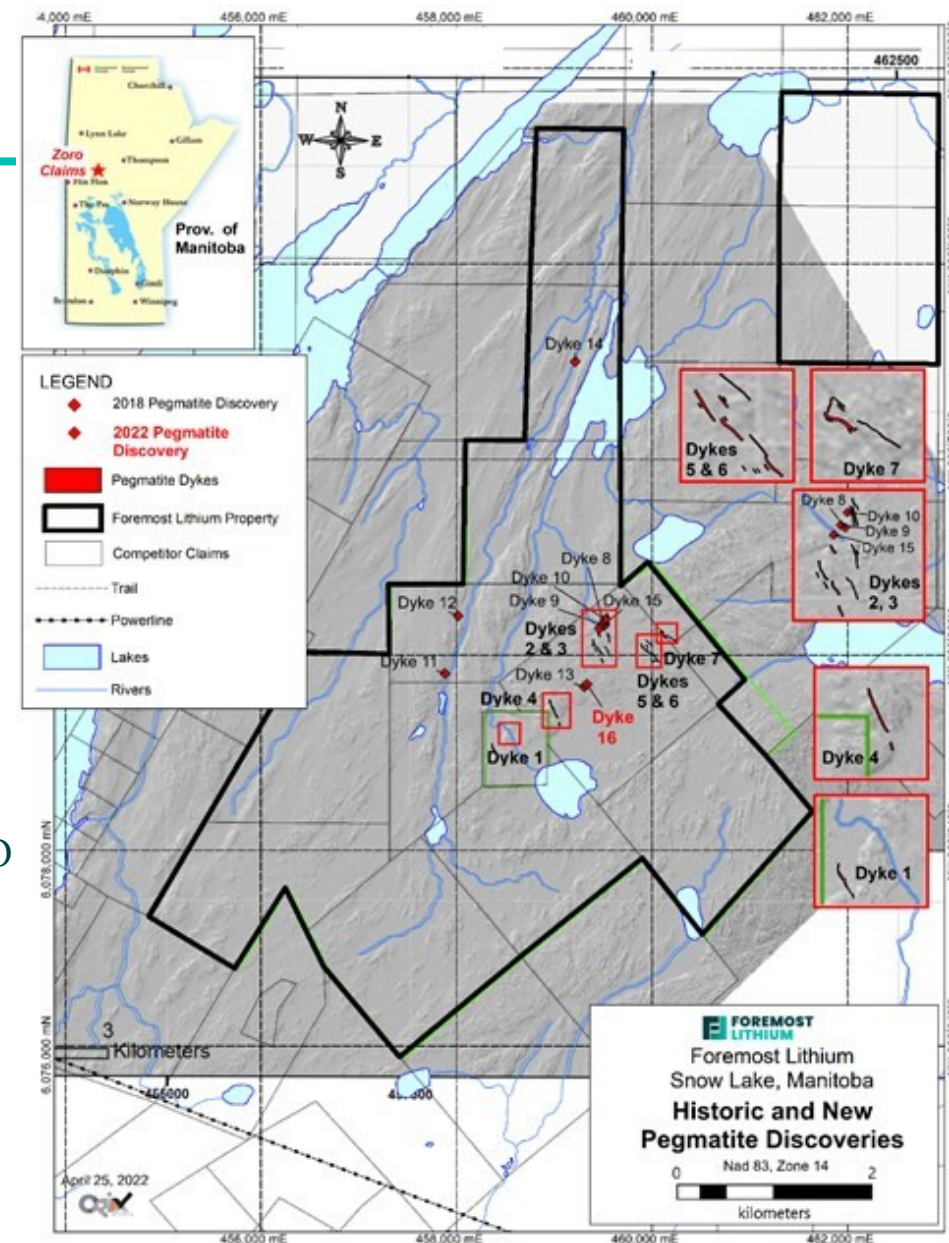 456,000 mE
458,000 mE
460,000 mE
462,000 mE
462500
Churchill
Lynn Lake
Gillam
Zoro
Claims
Thompson
Norway House
Prov. of
Manitoba
Dauphin
Gimli
Brandon
Winnipeg
N
W E
S
LEGEND
2018 Pegmatite Discovery
2022 Pegmatite
Discovery
Pegmatite Dykes
Foremost Lithium Property
Competitor Claims
Trail
Powerline
Lakes
Rivers
Dyke 14
Dykes
5 & 6
Dyke 7
Dyke 8
Dyke 10
Dyke 9
Dyke 15
Dykes
2, 3
Dyke 8
Dyke 10
Dyke 9
Dyke 15
Dyke 12
Dykes
2 & 3
Dyke 7
Dyke 11
Dyke 13
Dykes
5 & 6
Dyke 4
Dyke
16
Dyke 1
Dyke 4
Dyke 1
6,078,000 mN
6,076,000 mN
3
Kilometers
FOREMOST
LITHIUM
Foremost Lithium
Snow Lake, Manitoba
Historic and New
Pegmatite Discoveries
Nad 83, Zone 14
0 2
kilometers
April 25, 2022
456,000 mE
458,000 mE
460,000 mE
462,000 mE